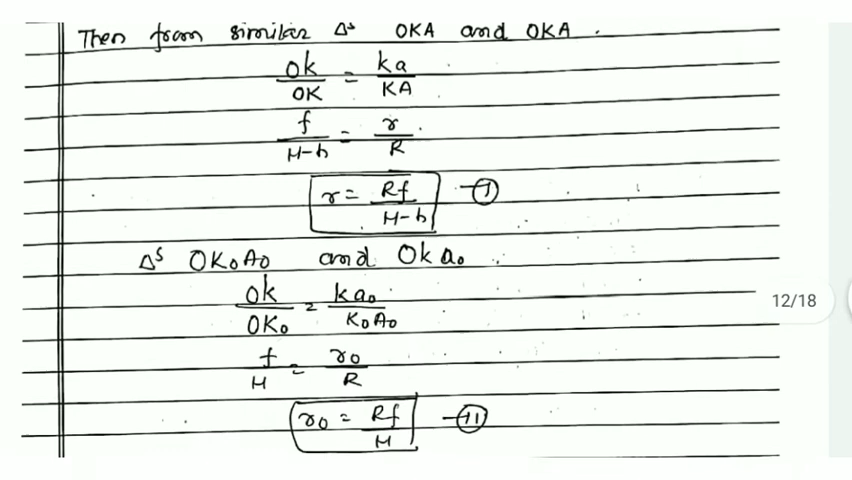 Then from similar Δs OKA and OKA.
Ok/OK = ka/KA
f/H-h = r/R
r = Rf/H-h - I
Δs OK₀A₀ and Oka₀.
Ok/OK₀ = ka₀/K₀A₀
f/H = r₀/R
12/18
r₀ = Rf/H - II